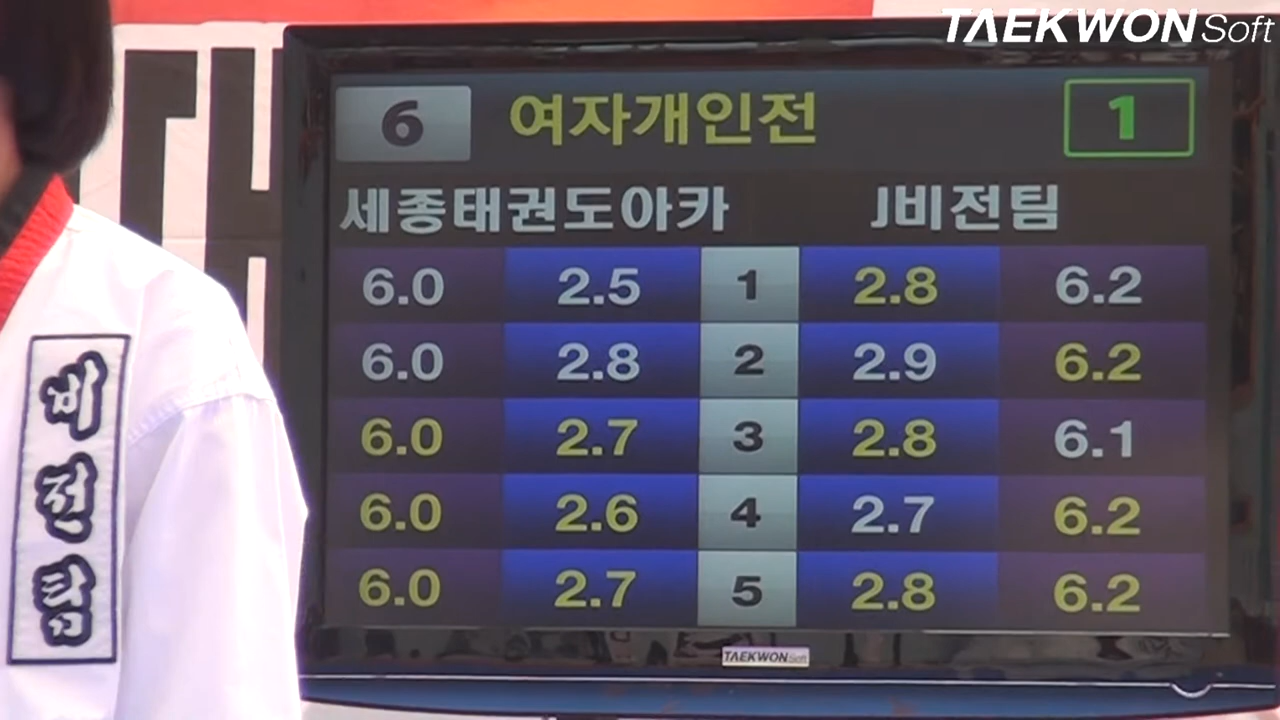 TAEKWON Soft
6 여자개인전 1
세종태권도아카 J비전팀
6.0 2.5 1 2.8 6.2
6.0 2.8 2 2.9 6.2
6.0 2.7 3 2.8 6.1
6.0 2.6 4 2.7 6.2
6.0 2.7 5 2.8 6.2
TAEKWONSoft
비전팀